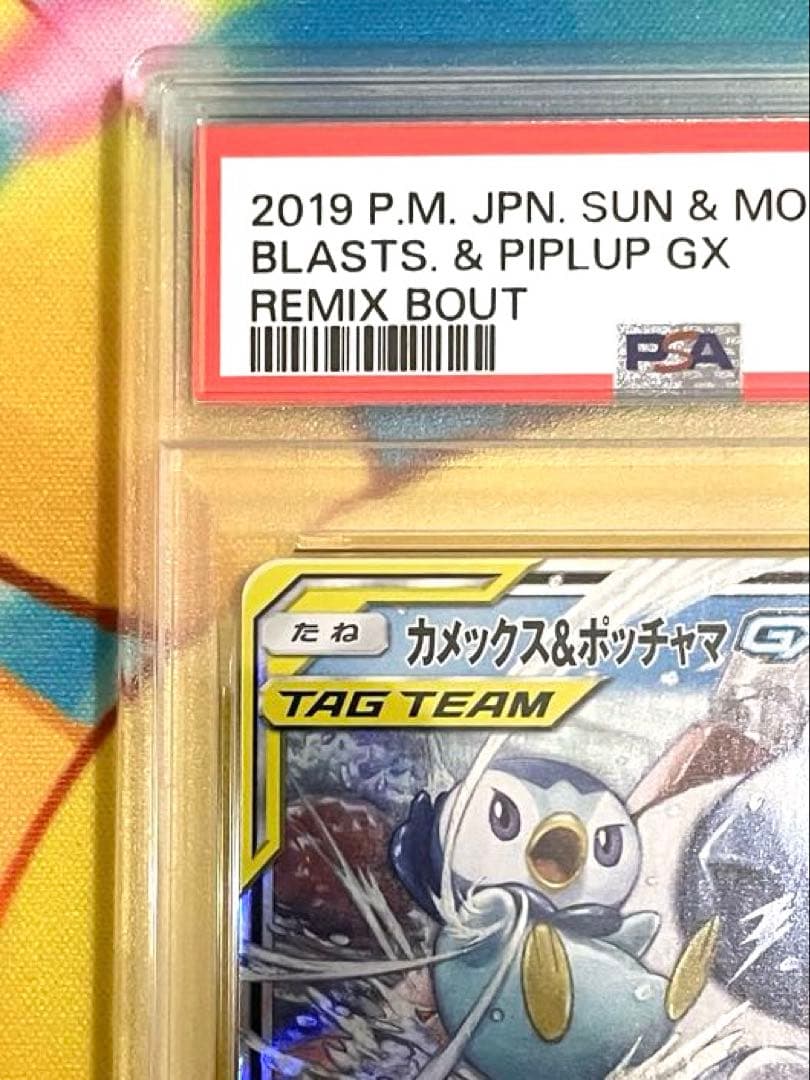 2019 P.M. JPN. SUN & MO
BLASTS. & PIPLUP GX
REMIX BOUT
PSA
たね カメックス&ポッチャマ GX
TAG TEAM